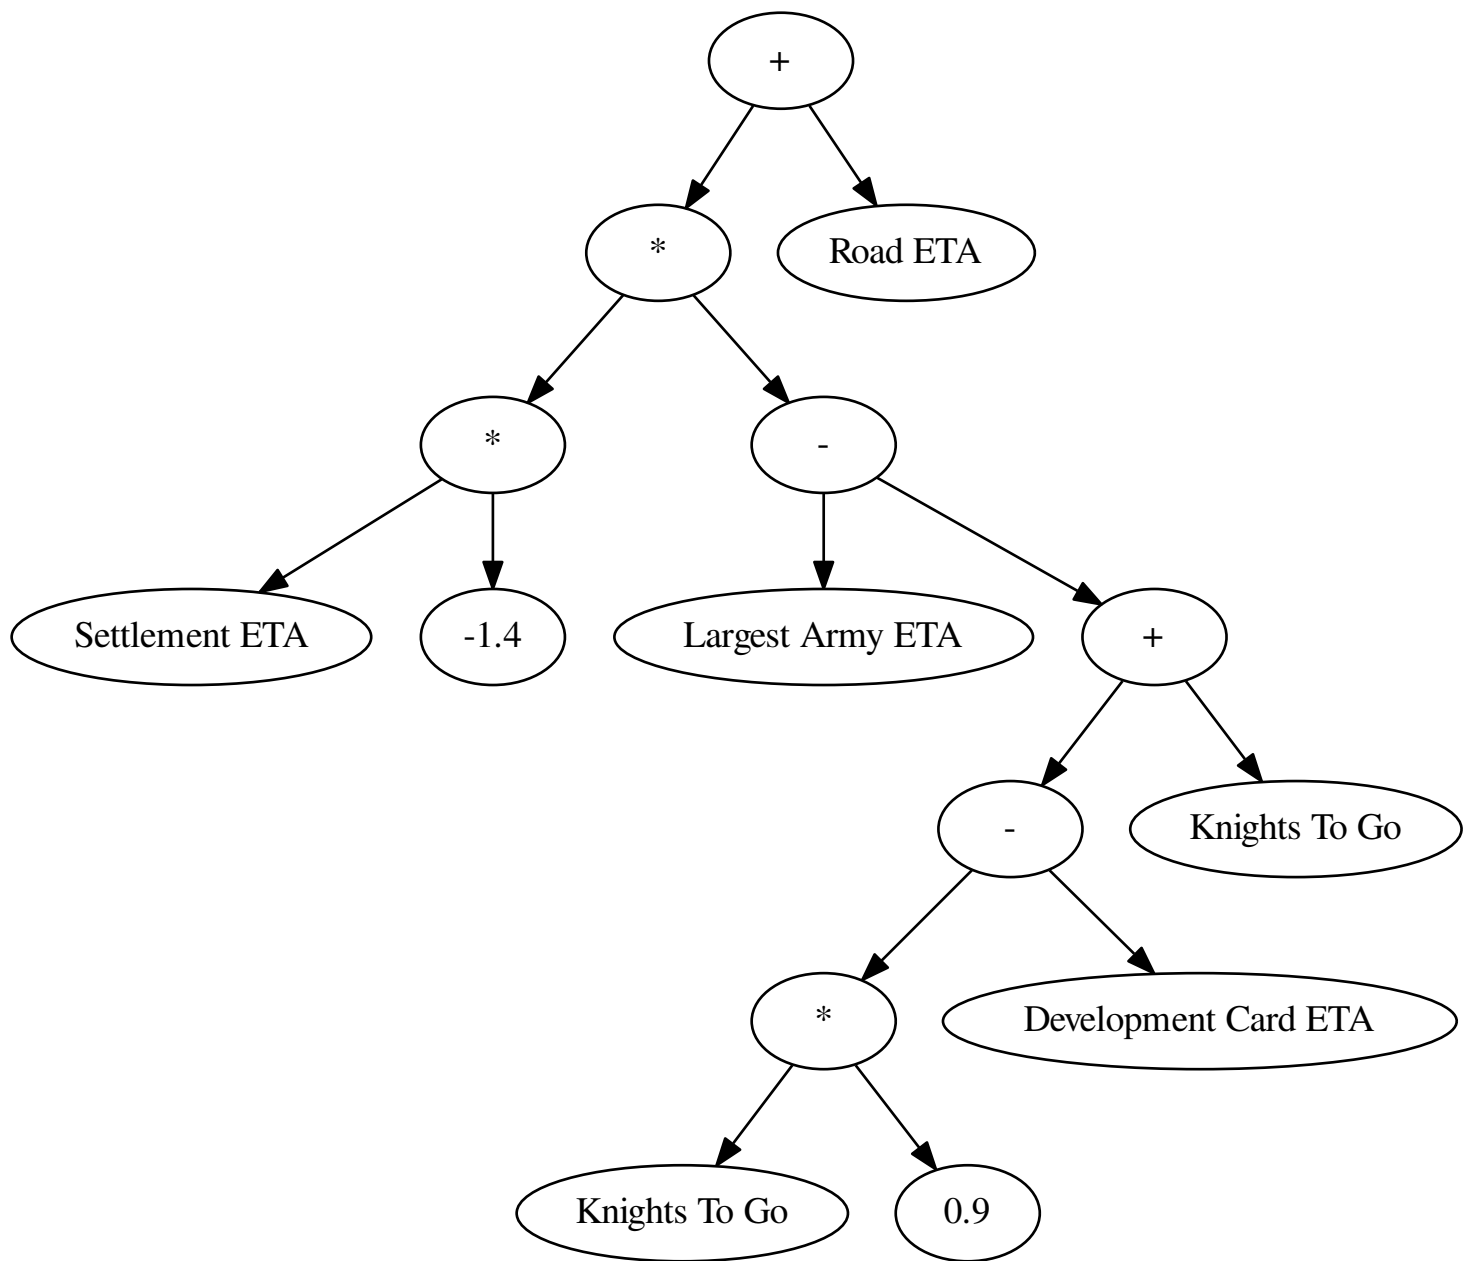 +
*
Road ETA
*
-
Settlement ETA
-1.4
Largest Army ETA
+
-
Knights To Go
*
Development Card ETA
Knights To Go
0.9